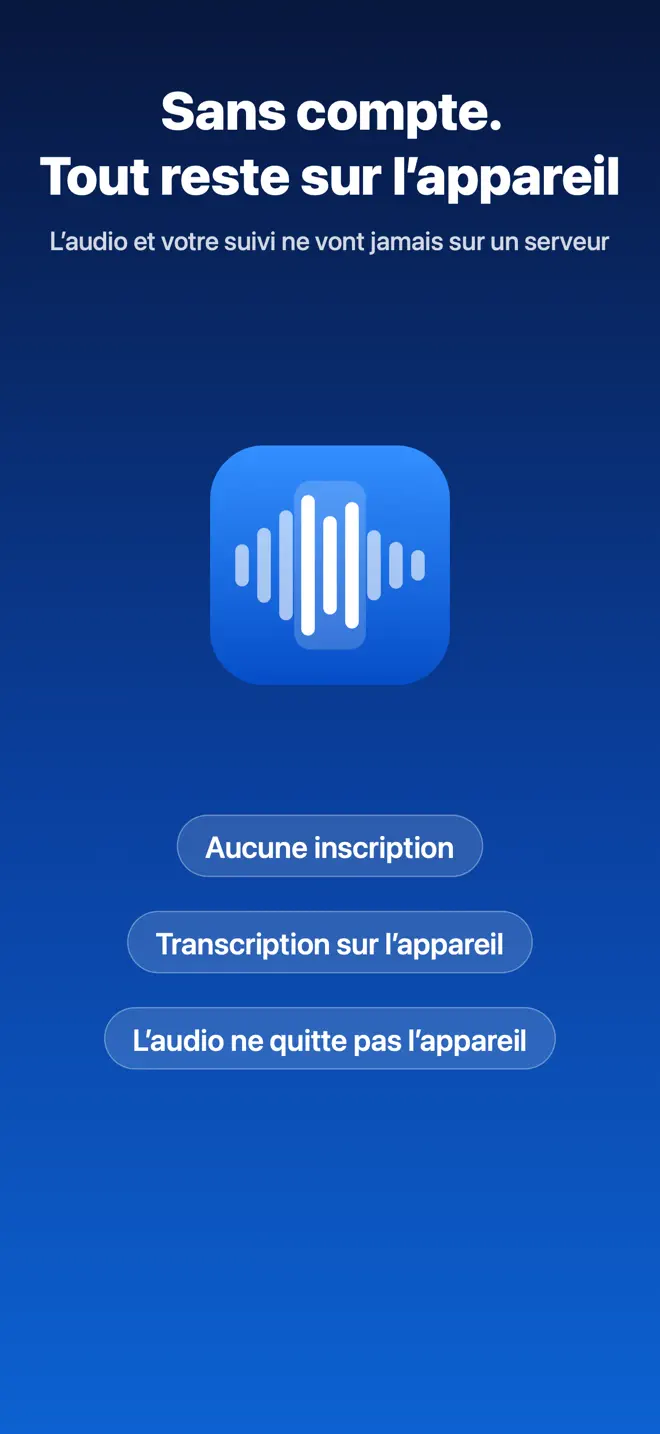 Sans compte.
Tout reste sur l’appareil
L’audio et votre suivi ne vont jamais sur un serveur
Aucune inscription
Transcription sur l’appareil
L’audio ne quitte pas l’appareil